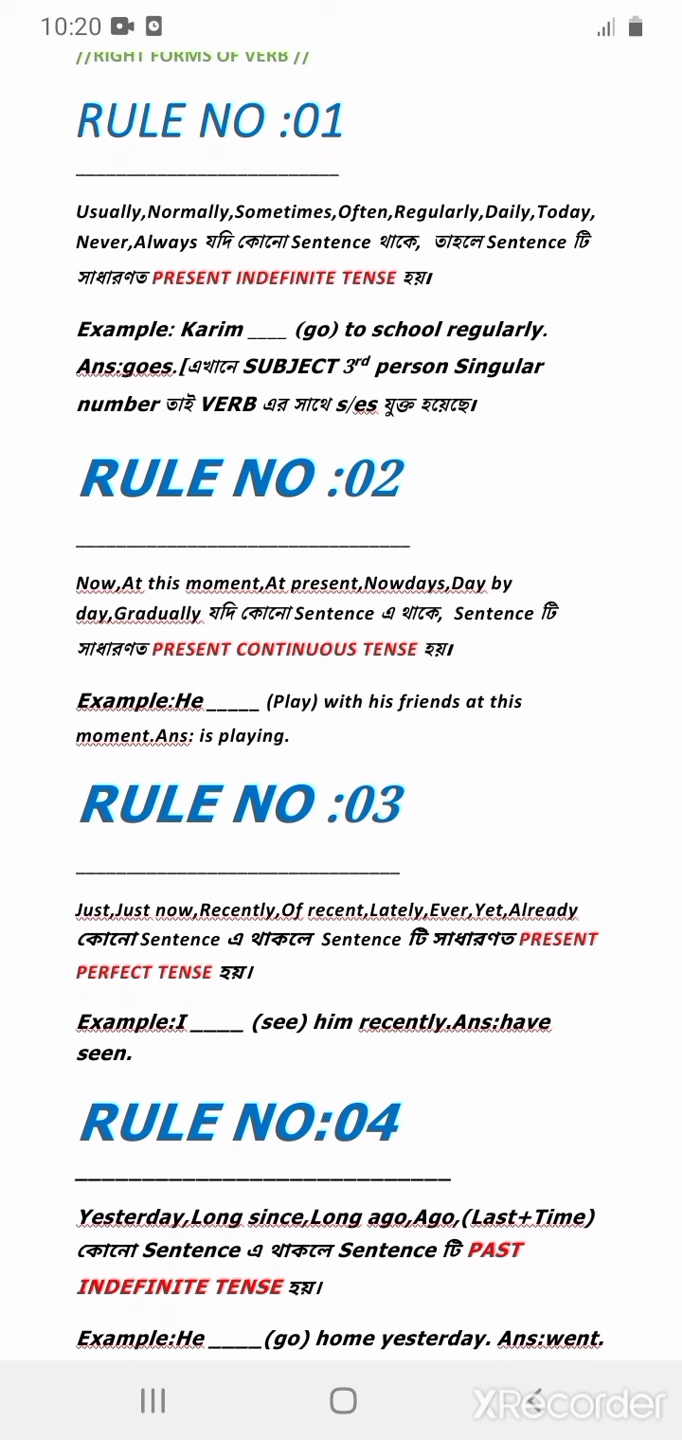 10:20
//RIGHT FORMS OF VERB //
RULE NO :01
__________________________
Usually,Normally,Sometimes,Often,Regularly,Daily,Today,
Never,Always যদি কোনো Sentence থাকে, তাহলে Sentence টি
সাধারণত PRESENT INDEFINITE TENSE হয়।
Example: Karim ____ (go) to school regularly.
Ans:goes.[এখানে SUBJECT 3rd person Singular
number তাই VERB এর সাথে s/es যুক্ত হয়েছে।
RULE NO :02
_________________________________
Now,At this moment,At present,Nowdays,Day by
day,Gradually যদি কোনো Sentence এ থাকে, Sentence টি
সাধারণত PRESENT CONTINUOUS TENSE হয়।
Example:He _____ (Play) with his friends at this
moment.Ans: is playing.
RULE NO :03
________________________________
Just,Just now,Recently,Of recent,Lately,Ever,Yet,Already
কোনো Sentence এ থাকলে Sentence টি সাধারণত PRESENT
PERFECT TENSE হয়।
Example:I ____ (see) him recently.Ans:have
seen.
RULE NO:04
____________________________
Yesterday,Long since,Long ago,Ago,(Last+Time)
কোনো Sentence এ থাকলে Sentence টি PAST
INDEFINITE TENSE হয়।
Example:He ____(go) home yesterday. Ans:went.
XRecorder